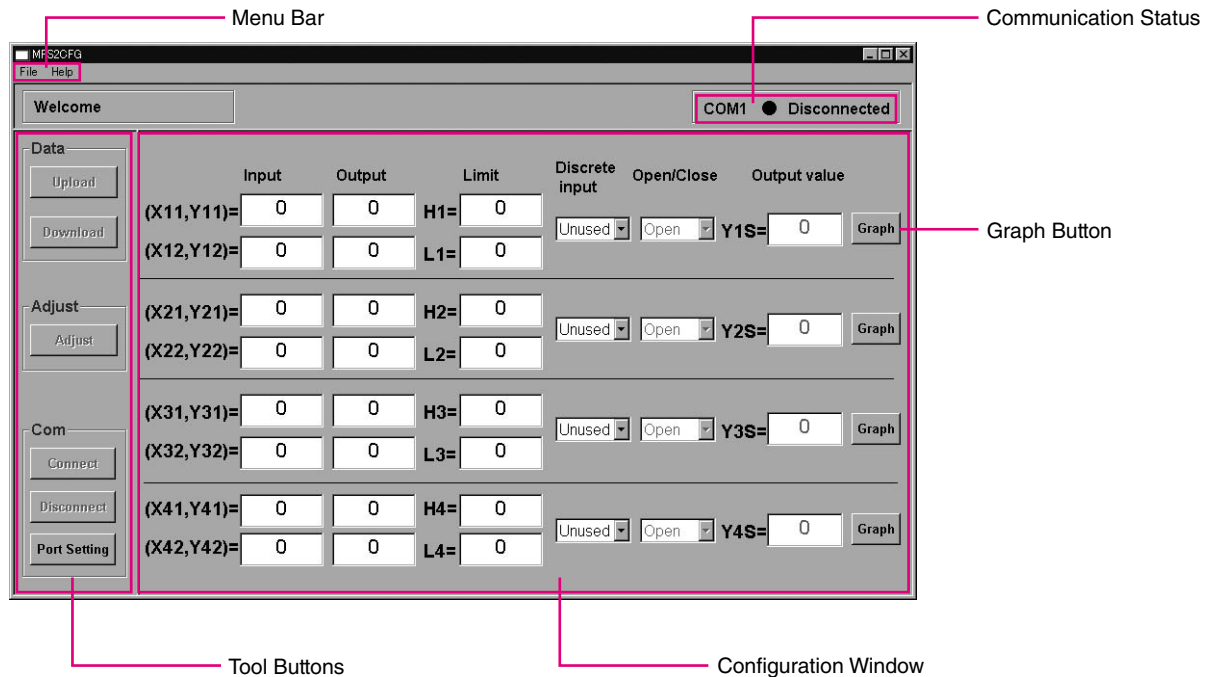 Menu Bar
Communication Status
MFS2CFG
File Help
Welcome
COM1 Disconnected
Data
Upload
Download
Adjust
Adjust
Com
Connect
Disconnect
Port Setting
Input Output Limit Discrete input Open/Close Output value
(X11,Y11)= 0 0 H1= 0
(X12,Y12)= 0 0 L1= 0
Unused Open Y1S= 0 Graph
(X21,Y21)= 0 0 H2= 0
(X22,Y22)= 0 0 L2= 0
Unused Open Y2S= 0 Graph
(X31,Y31)= 0 0 H3= 0
(X32,Y32)= 0 0 L3= 0
Unused Open Y3S= 0 Graph
(X41,Y41)= 0 0 H4= 0
(X42,Y42)= 0 0 L4= 0
Unused Open Y4S= 0 Graph
Graph Button
Tool Buttons
Configuration Window